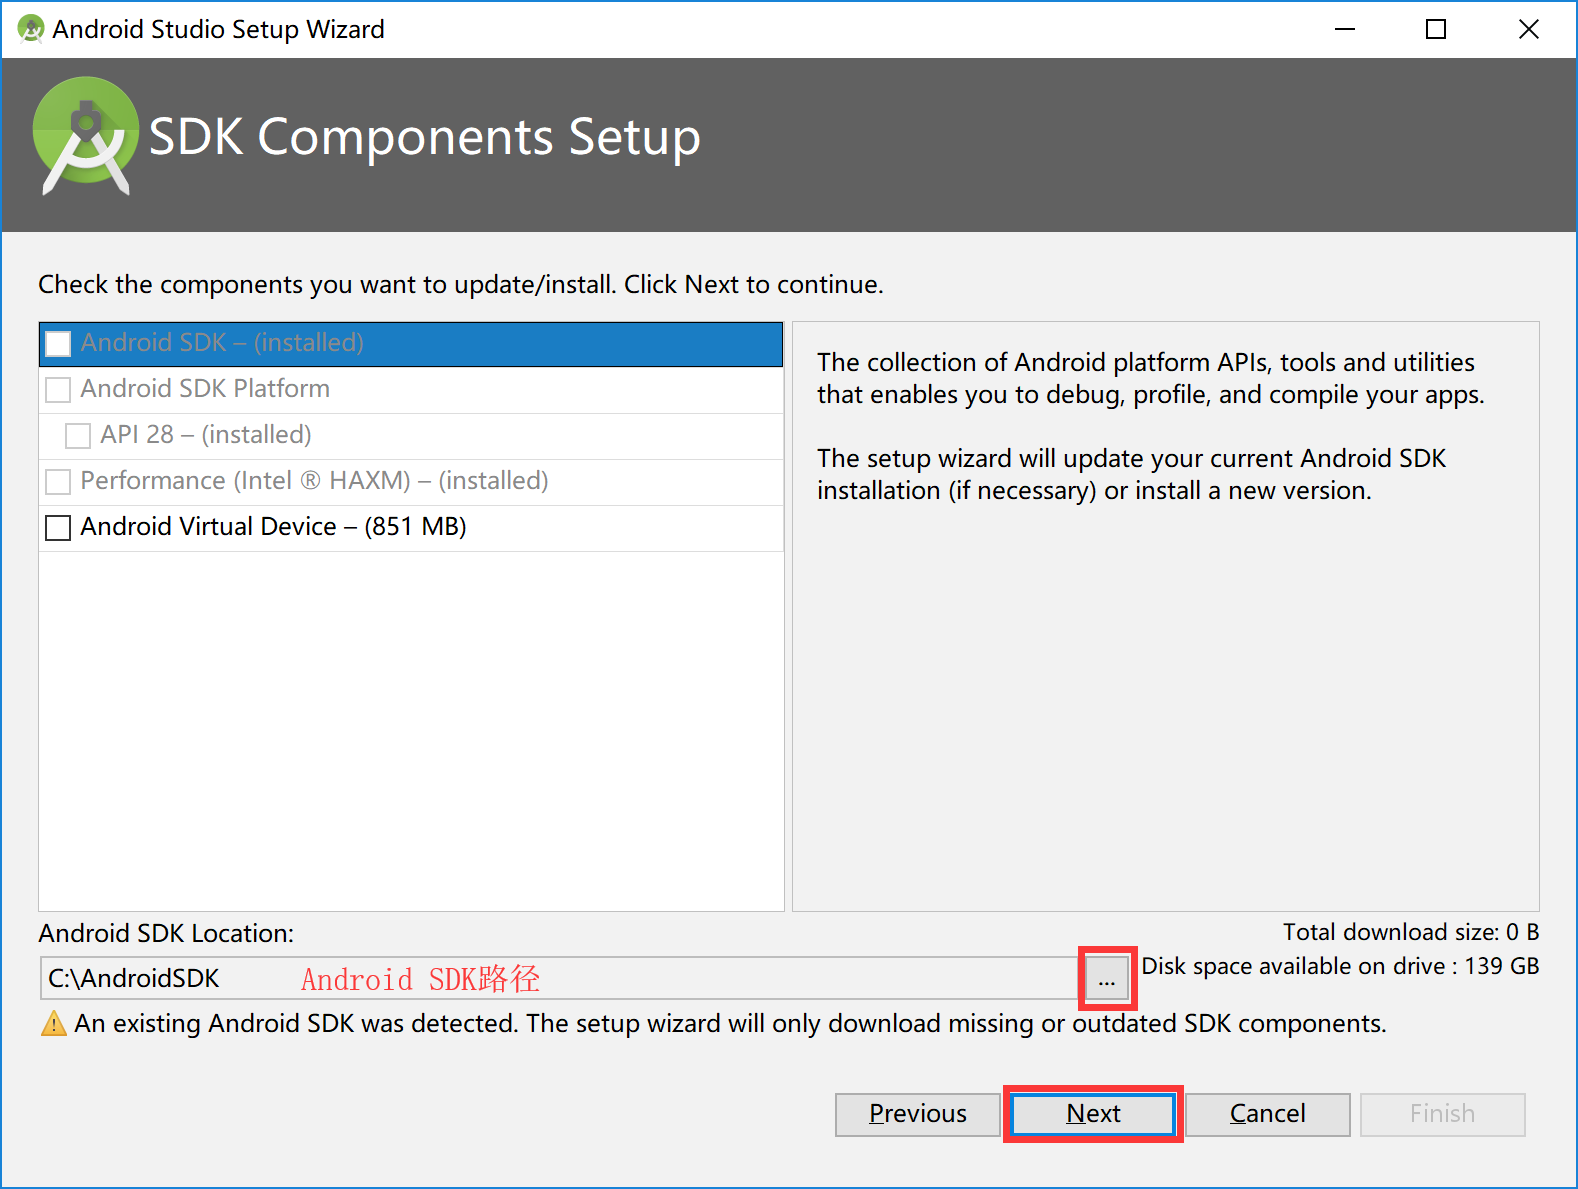 Android Studio Setup Wizard
SDK Components Setup
Check the components you want to update/install. Click Next to continue.
Android SDK – (installed)
Android SDK Platform
API 28 – (installed)
Performance (Intel ® HAXM) – (installed)
Android Virtual Device – (851 MB)
The collection of Android platform APIs, tools and utilities
that enables you to debug, profile, and compile your apps.
The setup wizard will update your current Android SDK
installation (if necessary) or install a new version.
Android SDK Location:
Total download size: 0 B
C:\AndroidSDK Android SDK路径 ...
Disk space available on drive : 139 GB
An existing Android SDK was detected. The setup wizard will only download missing or outdated SDK components.
Previous Next Cancel Finish